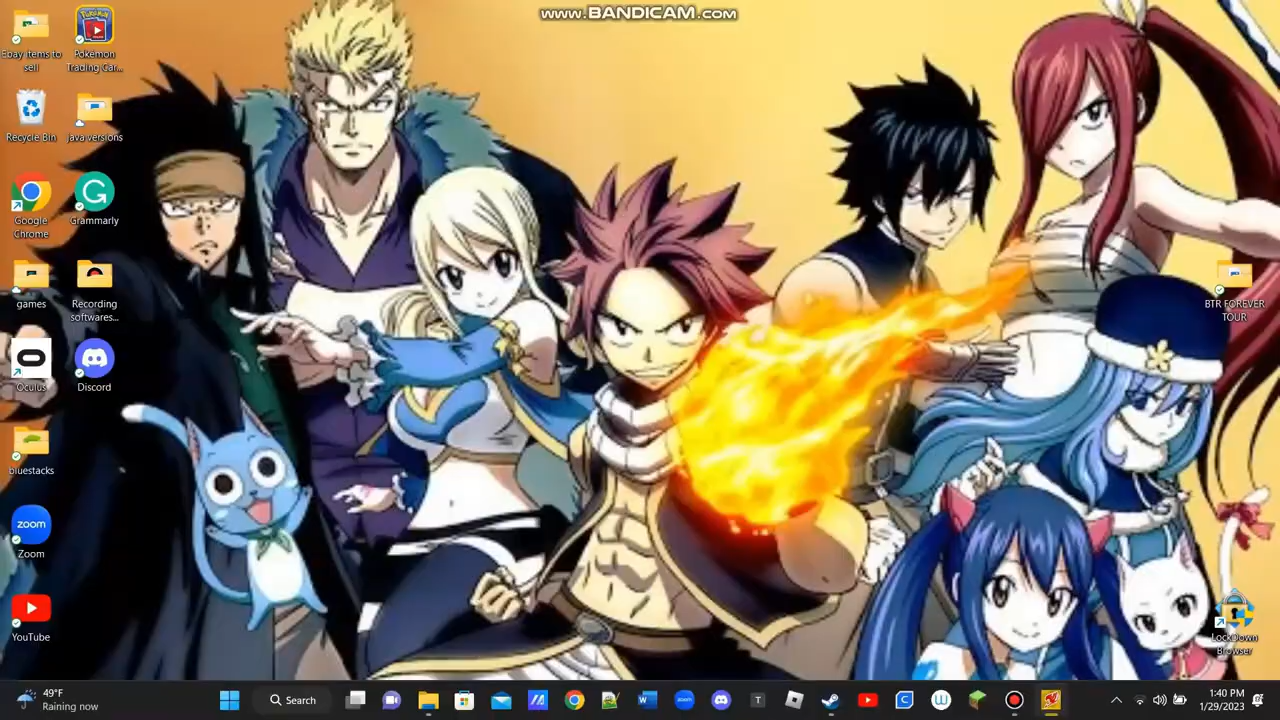 www.BANDICAM.com
Ebay items to
sell
Pokemon
Trading Car...
Recycle Bin
java versions
Google
Chrome
Grammarly
games
Recording
softwares...
Oculus
Discord
bluestacks
zoom
Zoom
YouTube
BTR FOREVER
TOUR
LockDown
Browser
49°F
Raining now
Search
zoom
1:40 PM
1/29/2023